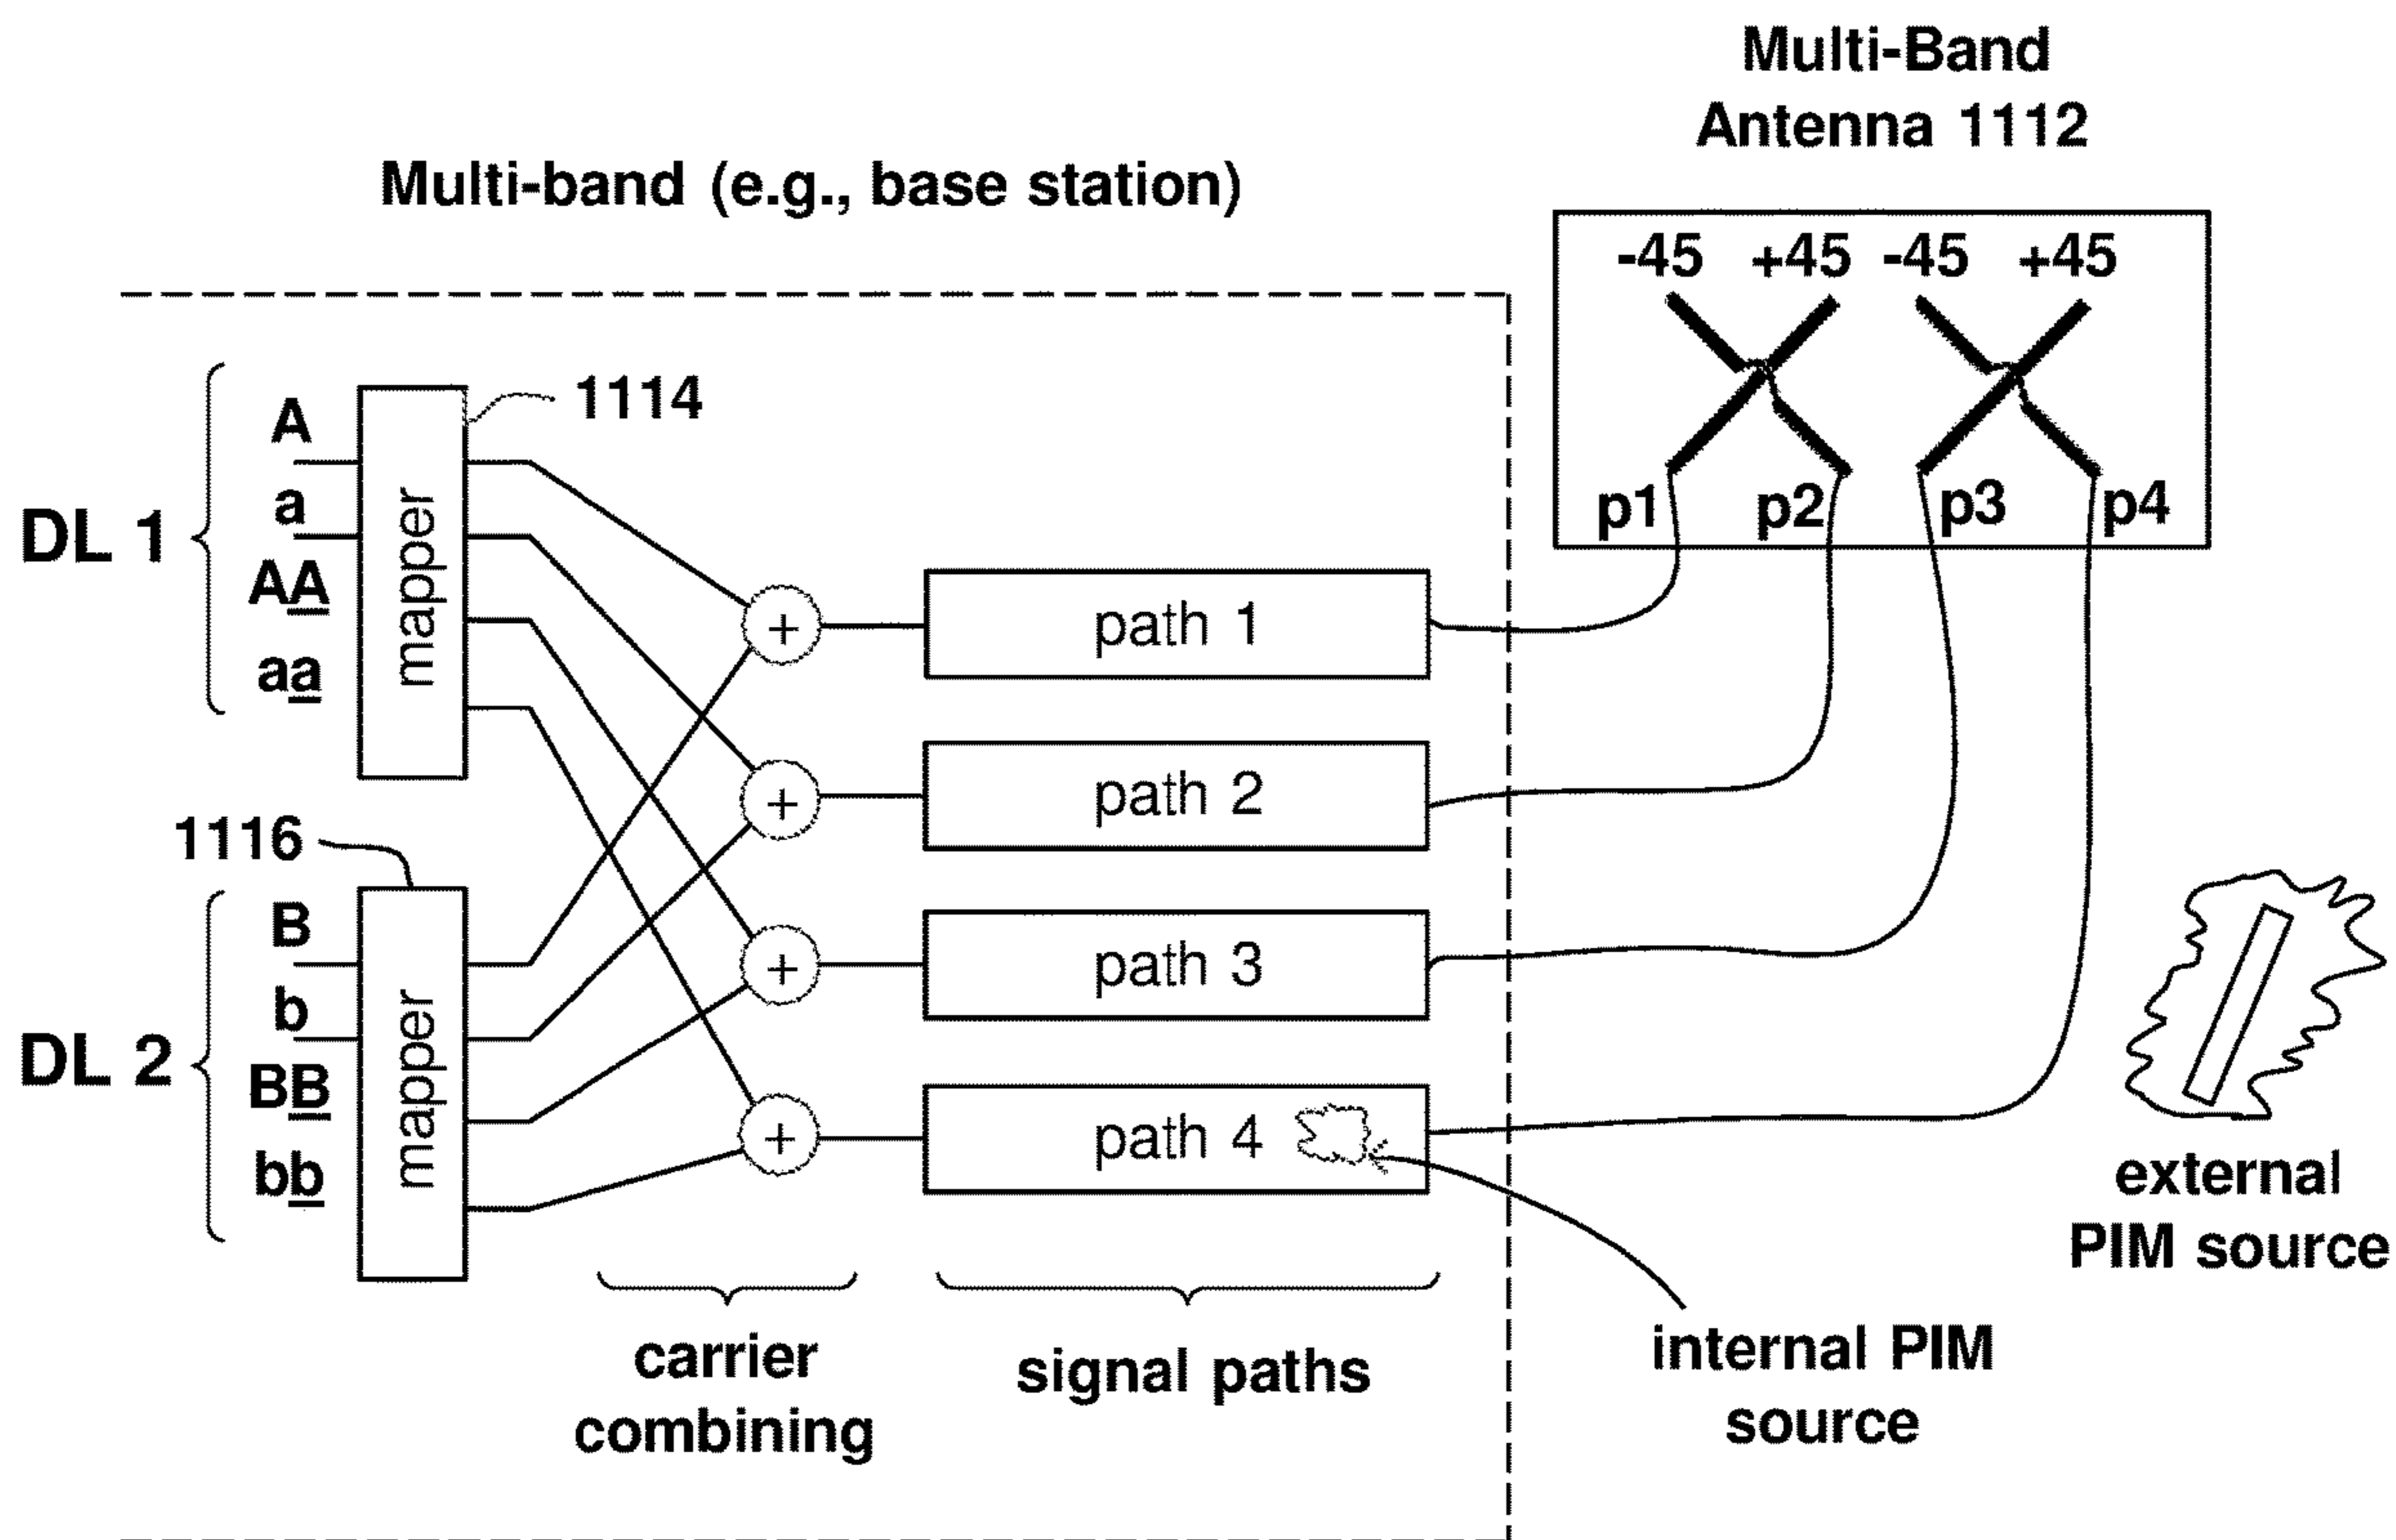 Multi-Band
Antenna 1112
Multi-band (e.g., base station)
-45 +45 -45 +45
p1 p2 p3 p4
1114
DL 1
A
a
AA
aa
mapper
1116
DL 2
B
b
BB
bb
mapper
+
+
+
+
path 1
path 2
path 3
path 4
carrier
combining
signal paths
internal PIM
source
external
PIM source